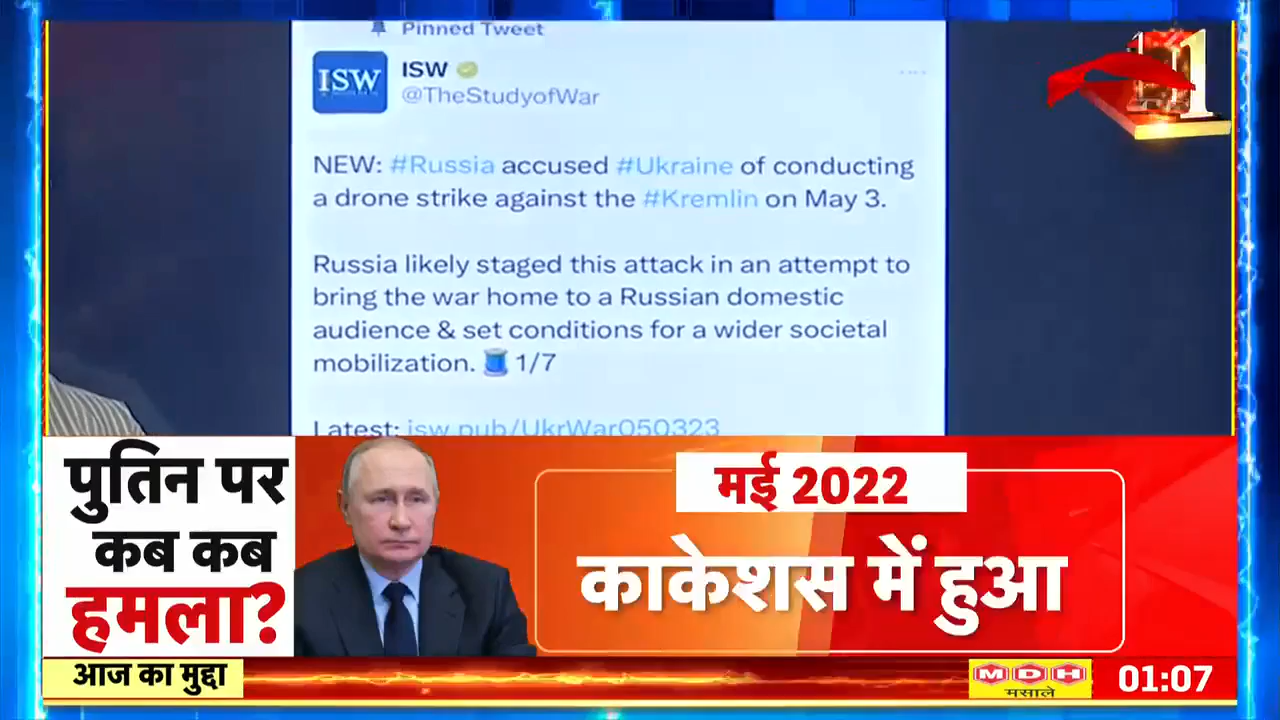 Pinned Tweet
ISW
ISW
@TheStudyofWar
NEW: #Russia accused #Ukraine of conducting
a drone strike against the #Kremlin on May 3.
Russia likely staged this attack in an attempt to
bring the war home to a Russian domestic
audience & set conditions for a wider societal
mobilization. 🧵 1/7
Latest: isw.pub/UkrWar050323
पुतिन पर
कब कब
हमला?
मई 2022
काकेशस में हुआ
आज का मुद्दा
MDH
मसाले
01:07